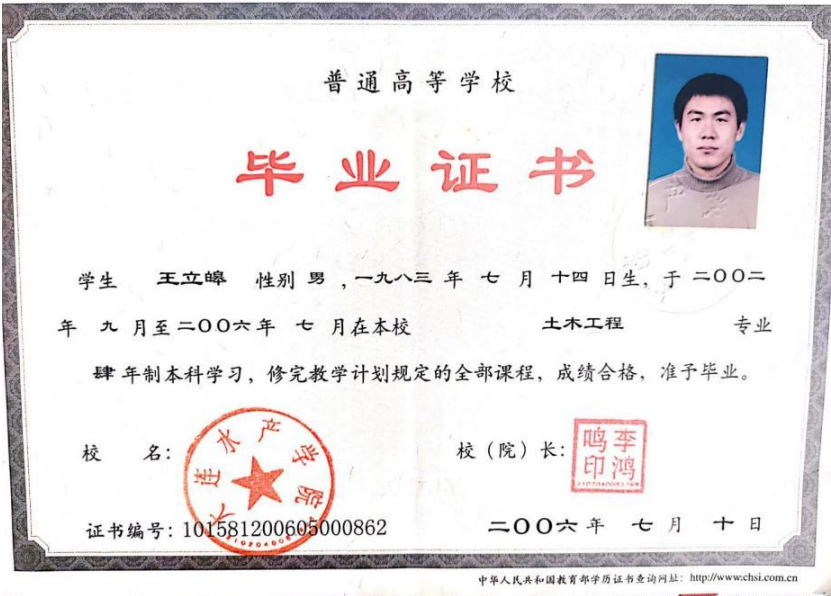 普通高等学校
毕业证书
学生 王立皞 性别 男 ,一九八三 年 七 月 十四 日生, 于 二〇〇二
年 九 月至 二〇〇六 年 七 月在本校 土木工程 专业
肆 年制本科学习, 修完教学计划规定的全部课程, 成绩合格, 准予毕业。
校 名: 大连水产学院 校（院）长: 李鸿鸣印
证书编号: 101581200605000862 二〇〇六 年 七 月 十 日
中华人民共和国教育部学历证书查询网址: http://www.chsi.com.cn